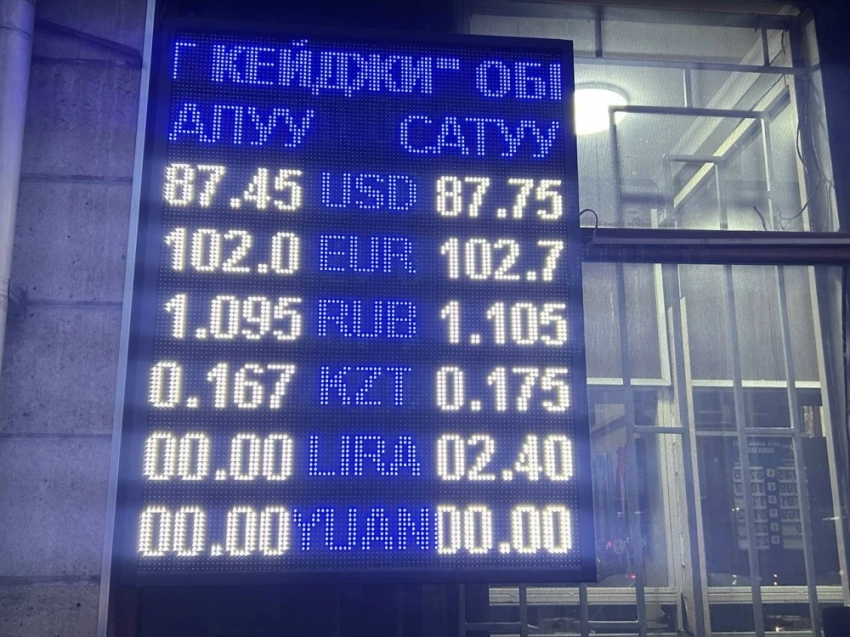 Г КЕЙДЖИ" ОБ
АЛУУ САТУУ
87.45 USD 87.75
102.0 EUR 102.7
1.095 RUB 1.105
0.167 KZT 0.175
00.00 LIRA 02.40
00.00 YUAN 00.00